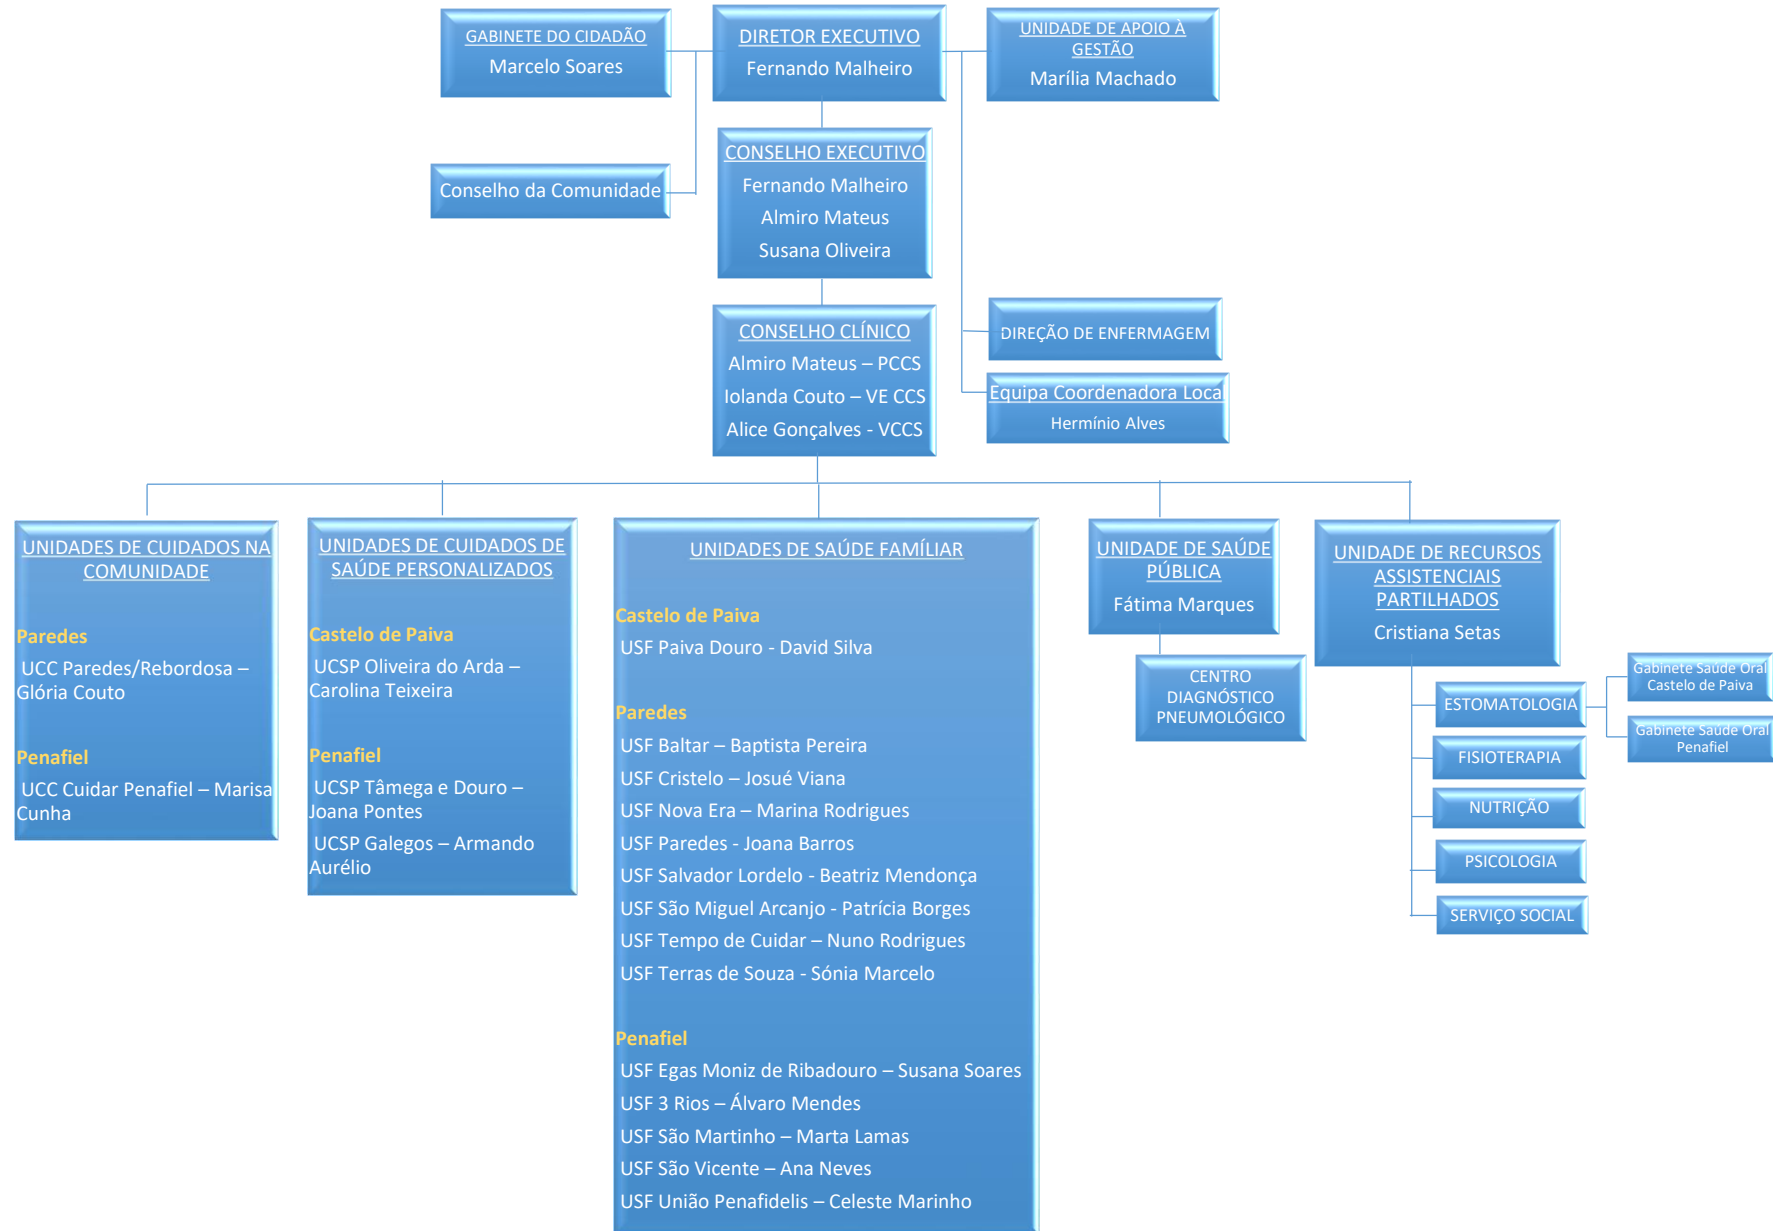 GABINETE DO CIDADÃO
Marcelo Soares
DIRETOR EXECUTIVO
Fernando Malheiro
UNIDADE DE APOIO À
GESTÃO
Marília Machado
CONSELHO EXECUTIVO
Fernando Malheiro
Almiro Mateus
Susana Oliveira
Conselho da Comunidade
CONSELHO CLÍNICO
Almiro Mateus – PCCS
Iolanda Couto – VE CCS
Alice Gonçalves - VCCS
DIREÇÃO DE ENFERMAGEM
Equipa Coordenadora Local
Hermínio Alves
UNIDADES DE CUIDADOS NA
COMUNIDADE
Paredes
UCC Paredes/Rebordosa –
Glória Couto
Penafiel
UCC Cuidar Penafiel – Marisa
Cunha
UNIDADES DE CUIDADOS DE
SAÚDE PERSONALIZADOS
Castelo de Paiva
UCSP Oliveira do Arda –
Carolina Teixeira
Penafiel
UCSP Tâmega e Douro –
Joana Pontes
UCSP Galegos – Armando
Aurélio
UNIDADES DE SAÚDE FAMÍLIAR
Castelo de Paiva
USF Paiva Douro - David Silva
Paredes
USF Baltar – Baptista Pereira
USF Cristelo – Josué Viana
USF Nova Era – Marina Rodrigues
USF Paredes - Joana Barros
USF Salvador Lordelo - Beatriz Mendonça
USF São Miguel Arcanjo - Patrícia Borges
USF Tempo de Cuidar – Nuno Rodrigues
USF Terras de Souza - Sónia Marcelo
Penafiel
USF Egas Moniz de Ribadouro – Susana Soares
USF 3 Rios – Álvaro Mendes
USF São Martinho – Marta Lamas
USF São Vicente – Ana Neves
USF União Penafidelis – Celeste Marinho
UNIDADE DE SAÚDE
PÚBLICA
Fátima Marques
CENTRO
DIAGNÓSTICO
PNEUMOLÓGICO
UNIDADE DE RECURSOS
ASSISTENCIAIS
PARTILHADOS
Cristiana Setas
ESTOMATOLOGIA
Gabinete Saúde Oral
Castelo de Paiva
Gabinete Saúde Oral
Penafiel
FISIOTERAPIA
NUTRIÇÃO
PSICOLOGIA
SERVIÇO SOCIAL